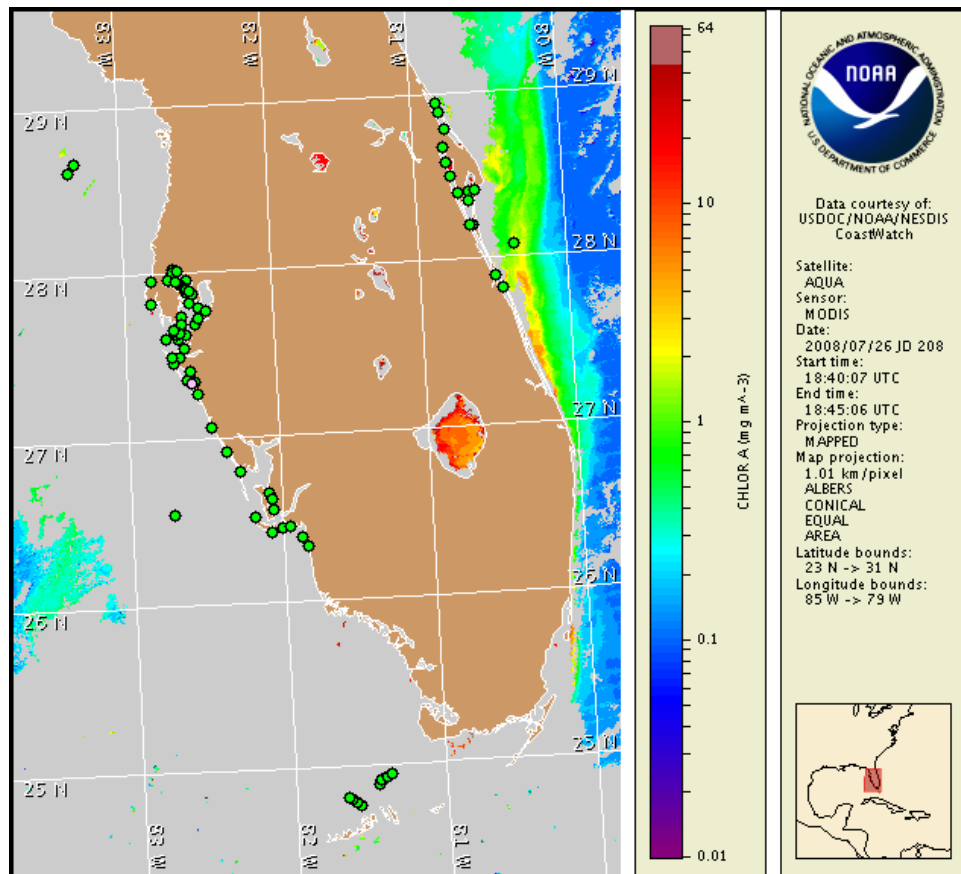 83 W
82 W
81 W
80 W
29 N
29 N
28 N
28 N
27 N
27 N
26 N
26 N
25 N
25 N
83 W
82 W
81 W
64
10
1
0.1
0.01
CHLOR A (mg m^-3)
NATIONAL OCEANIC AND ATMOSPHERIC ADMINISTRATION
NOAA
U.S. DEPARTMENT OF COMMERCE
Data courtesy of:
USDOC/NOAA/NESDIS
CoastWatch
Satellite:
AQUA
Sensor:
MODIS
Date:
2008/07/26 JD 208
Start time:
18:40:07 UTC
End time:
18:45:06 UTC
Projection type:
MAPPED
Map projection:
1.01 km/pixel
ALBERS
CONICAL
EQUAL
AREA
Latitude bounds:
23 N -> 31 N
Longitude bounds:
85 W -> 79 W